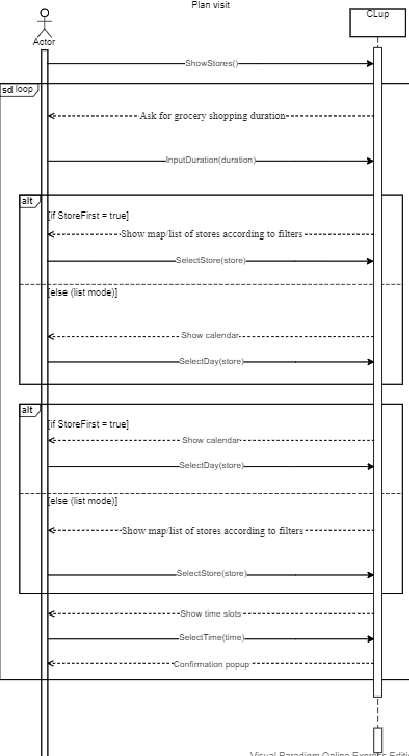 Plan visit
CLup
Actor
ShowStores()
sd loop
Ask for grocery shopping duration
InputDuration(duration)
alt
[if StoreFirst = true]
Show map/list of stores according to filters
SelectStore(store)
[else (list mode)]
Show calendar
SelectDay(store)
alt
[if StoreFirst = true]
Show calendar
SelectDay(store)
[else (list mode)]
Show map/list of stores according to filters
SelectStore(store)
Show time slots
SelectTime(time)
Confirmation popup
Visual Paradigm Online Express Editi